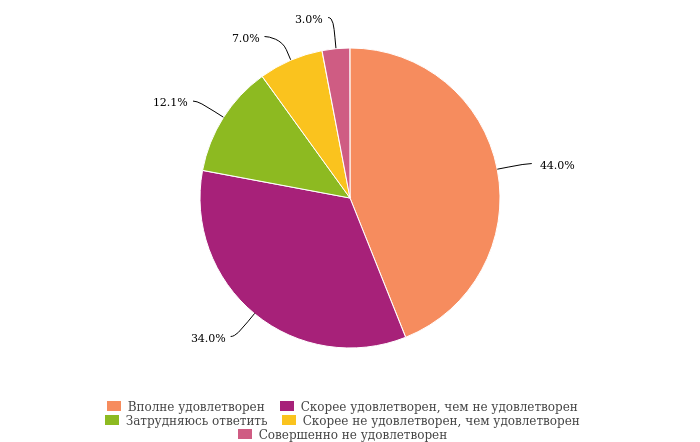 3.0%
7.0%
12.1%
44.0%
34.0%
Вполне удовлетворен Скорее удовлетворен, чем не удовлетворен
Затрудняюсь ответить Скорее не удовлетворен, чем удовлетворен
Совершенно не удовлетворен